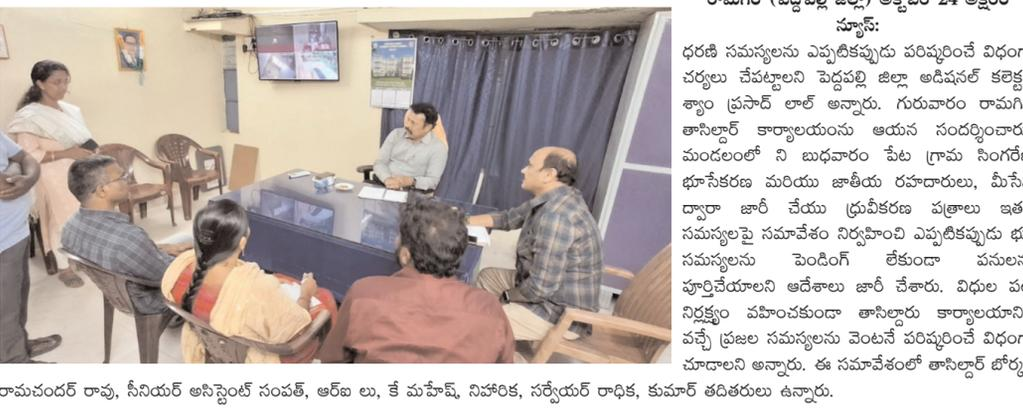 రామగిరి (పెద్దపల్లి జిల్లా) అక్టోబర్ 24 అక్షరం
న్యూస్:
ధరణి సమస్యలను ఎప్పటికప్పుడు పరిష్కరించే విధంగ
చర్యలు చేపట్టాలని పెద్దపల్లి జిల్లా అడిషనల్ కలెక్ట
శ్యాం ప్రసాద్ లాల్ అన్నారు. గురువారం రామగి
తాసిల్దార్ కార్యాలయంను ఆయన సందర్శించార
మండలంలో ని బుధవారం పేట గ్రామ సింగరేణ
భూసేకరణ మరియు జాతీయ రహదారులు, మీసే
ద్వారా జారీ చేయు ధ్రువీకరణ పత్రాలు ఇత
సమస్యలపై సమావేశం నిర్వహించి ఎప్పటికప్పుడు భ
సమస్యలను పెండింగ్ లేకుండా పనులన
పూర్తిచేయాలని ఆదేశాలు జారీ చేశారు. విధుల ప
నిర్లక్ష్యం వహించకుండా తాసిల్దారు కార్యాలయాని
వచ్చే ప్రజల సమస్యలను వెంటనే పరిష్కరించే విధంగ
చూడాలని అన్నారు. ఈ సమావేశంలో తాసిల్దార్ బోర్క
రామచందర్ రావు, సీనియర్ అసిస్టెంట్ సంపత్, ఆర్ఐ లు, కే మహేష్, నిహారిక, సర్వేయర్ రాధిక, కుమార్ తదితరులు ఉన్నారు.